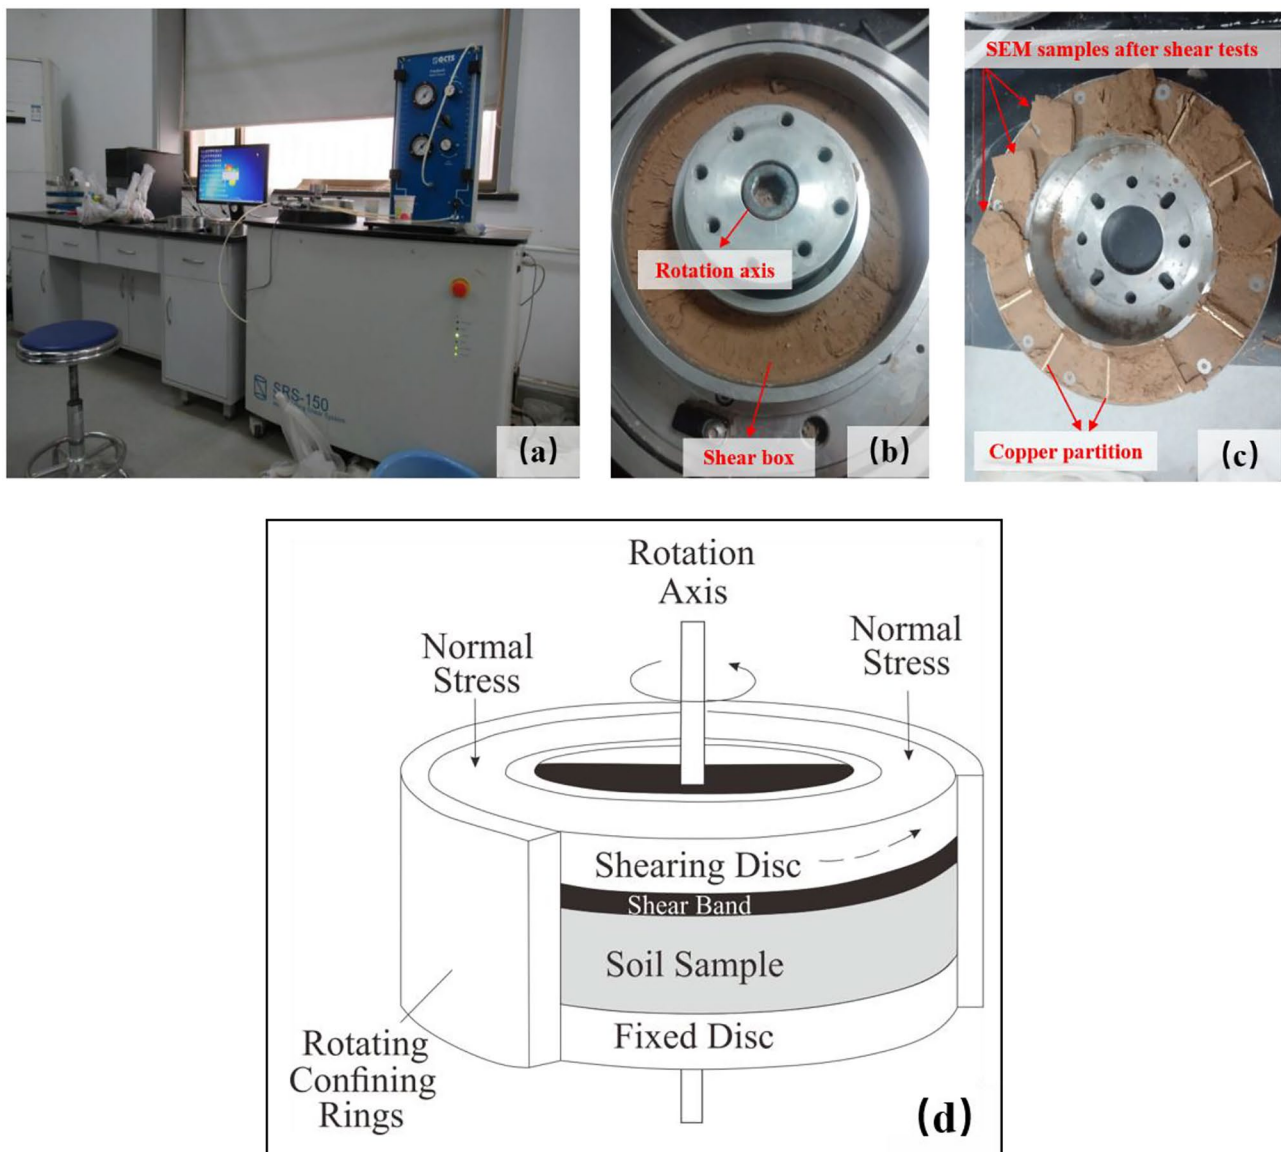 GCTS
SRS-150
(a)
Rotation axis
Shear box
(b)
SEM samples after shear tests
Copper partition
(c)
Rotation
Axis
Normal
Stress
Normal
Stress
Shearing Disc
Shear Band
Soil Sample
Fixed Disc
Rotating
Confining
Rings
(d)